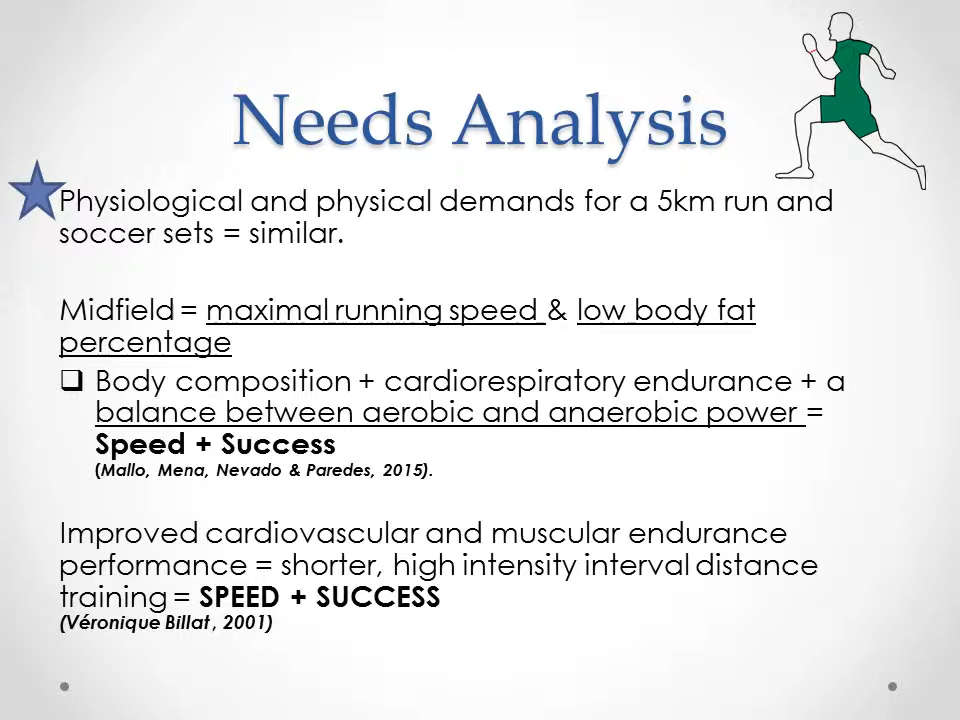 Needs Analysis
Physiological and physical demands for a 5km run and
soccer sets = similar.
Midfield = maximal running speed & low body fat
percentage
Body composition + cardiorespiratory endurance + a
balance between aerobic and anaerobic power =
Speed + Success
(Mallo, Mena, Nevado & Paredes, 2015).
Improved cardiovascular and muscular endurance
performance = shorter, high intensity interval distance
training = SPEED + SUCCESS
(Véronique Billat , 2001)